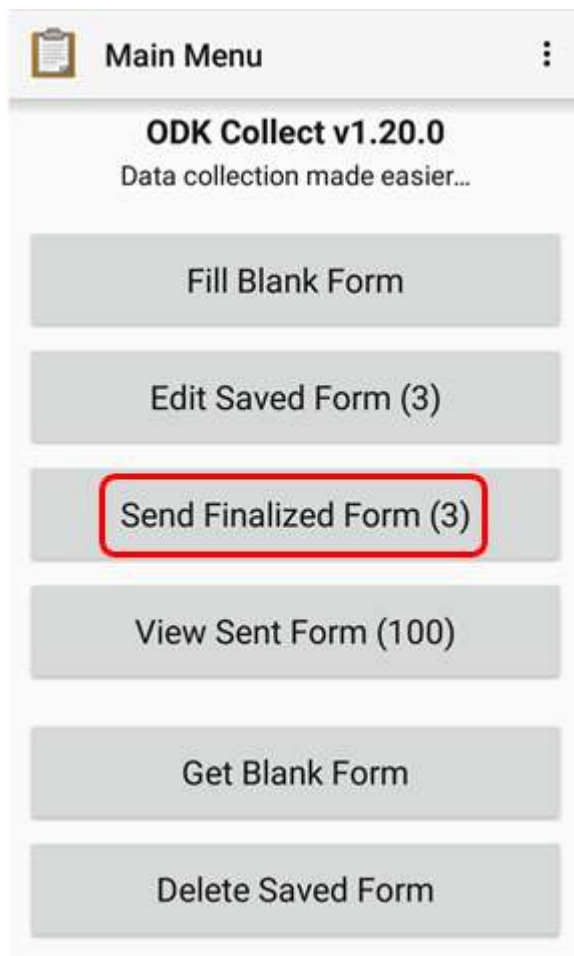 Main Menu
ODK Collect v1.20.0
Data collection made easier...
Fill Blank Form
Edit Saved Form (3)
Send Finalized Form (3)
View Sent Form (100)
Get Blank Form
Delete Saved Form